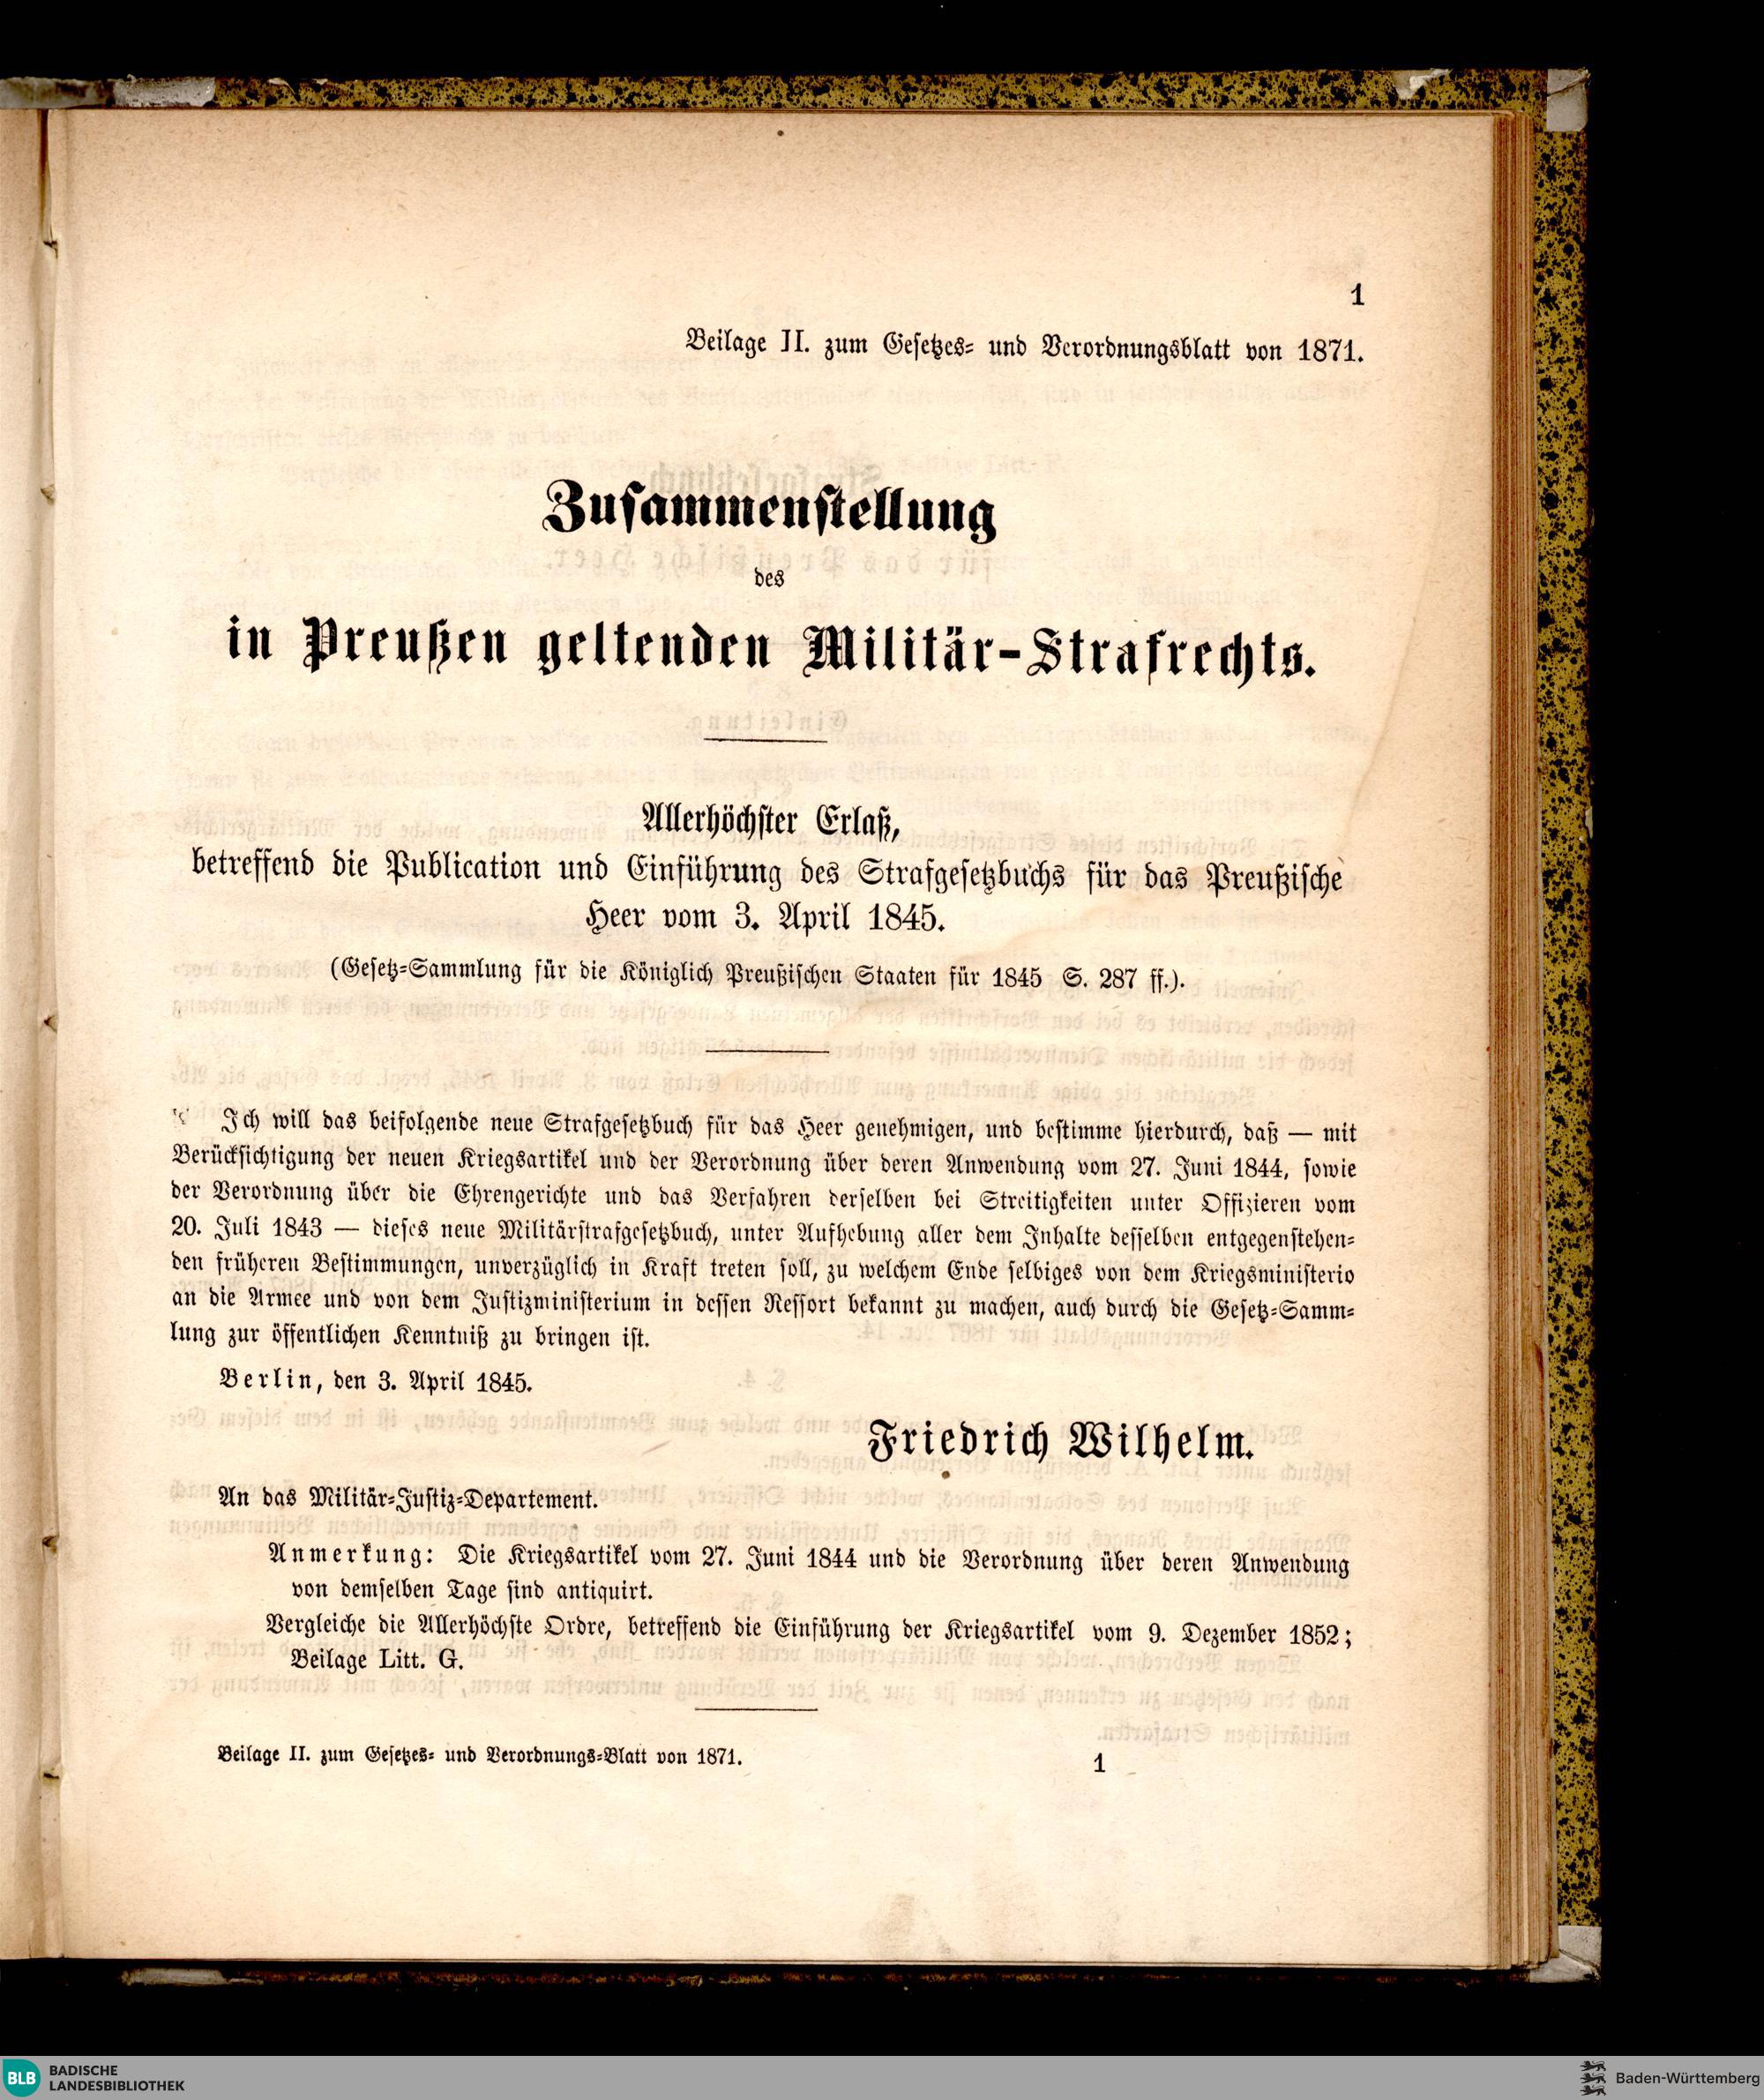 1
Beilage II. zum Gesetzes- und Verordnungsblatt von 1871.
Zusammenstellung
des
in Preußen geltenden Militär-Strafrechts.
Allerhöchster Erlaß,
betreffend die Publication und Einführung des Strafgesetzbuchs für das Preußische
Heer vom 3. April 1845.
(Gesetz-Sammlung für die Königlich Preußischen Staaten für 1845 S. 287 ff.).
Ich will das beifolgende neue Strafgesetzbuch für das Heer genehmigen, und bestimme hierdurch, daß — mit
Berücksichtigung der neuen Kriegsartikel und der Verordnung über deren Anwendung vom 27. Juni 1844, sowie
der Verordnung über die Ehrengerichte und das Verfahren derselben bei Streitigkeiten unter Offizieren vom
20. Juli 1843 — dieses neue Militärstrafgesetzbuch, unter Aufhebung aller dem Inhalte desselben entgegenstehen-
den früheren Bestimmungen, unverzüglich in Kraft treten soll, zu welchem Ende selbiges von dem Kriegsministerio
an die Armee und von dem Justizministerium in dessen Ressort bekannt zu machen, auch durch die Gesetz-Samm-
lung zur öffentlichen Kenntniß zu bringen ist.
Berlin, den 3. April 1845.
Friedrich Wilhelm.
An das Militär-Justiz-Departement.
Anmerkung: Die Kriegsartikel vom 27. Juni 1844 und die Verordnung über deren Anwendung
von demselben Tage sind antiquirt.
Vergleiche die Allerhöchste Ordre, betreffend die Einführung der Kriegsartikel vom 9. Dezember 1852;
Beilage Litt. G.
Beilage II. zum Gesetzes- und Verordnungs-Blatt von 1871. 1
BLB BADISCHE
LANDESBIBLIOTHEK
Baden-Württemberg